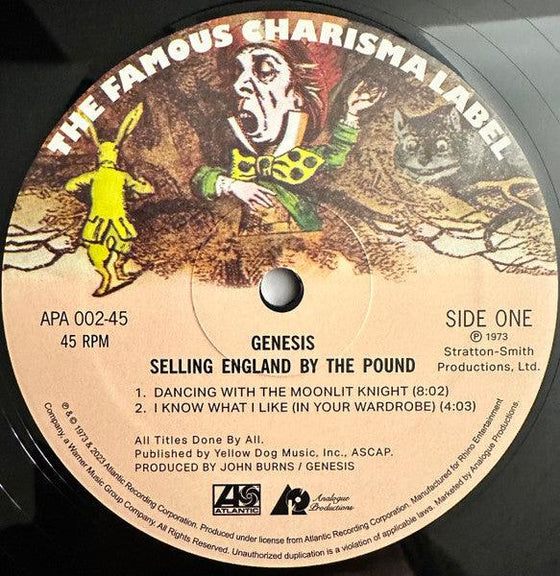 THE FAMOUS CHARISMA LABEL
APA 002-45
45 RPM
SIDE ONE
℗ 1973
Stratton-Smith
Productions, Ltd.
GENESIS
SELLING ENGLAND BY THE POUND
1. DANCING WITH THE MOONLIT KNIGHT (8:02)
2. I KNOW WHAT I LIKE (IN YOUR WARDROBE) (4:03)
All Titles Done By All.
Published by Yellow Dog Music, Inc., ASCAP.
PRODUCED BY JOHN BURNS / GENESIS
ATLANTIC
AP
Analogue
Productions
℗ & © 1973 & 2023 Atlantic Recording Corporation. Produced under license from Atlantic Recording Corporation. Manufactured for Rhino Entertainment
Company, a Warner Music Group Company. All Rights Reserved. Unauthorized duplication is a violation of applicable laws. Marketed by Analogue Productions.